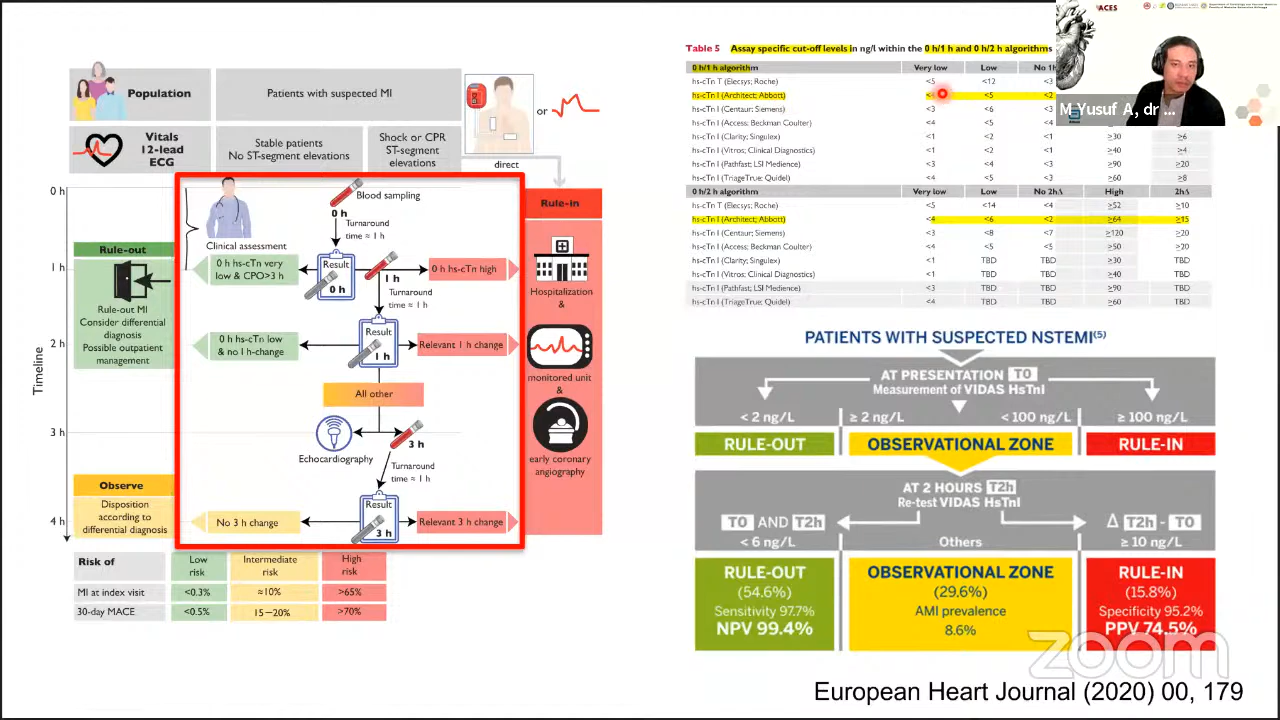 Population
Patients with suspected MI
Vitals
12-lead
ECG
Stable patients
No ST-segment elevations
Shock or CPR
ST-segment
elevations
or
direct
Timeline
0 h
1 h
2 h
3 h
4 h
Rule-out
Rule-out MI
Consider differential
diagnosis
Possible outpatient
management
Observe
Disposition
according to
differential diagnosis
Blood sampling
0 h
Turnaround
time ≈ 1 h
Clinical assessment
0 h hs-cTn very
low & CPO>3 h
Result
0 h
1 h
0 h hs-cTn high
Turnaround
time ≈ 1 h
0 h hs-cTn low
& no 1 h-change
Result
1 h
Relevant 1 h change
All other
Echocardiography
3 h
Turnaround
time ≈ 1 h
No 3 h change
Result
3 h
Relevant 3 h change
Rule-in
Hospitalization
&
monitored unit
&
early coronary
angiography
Risk of
Low
risk
Intermediate
risk
High
risk
MI at index visit <0.3% ≈10% >65%
30-day MACE <0.5% 15–20% >70%
Table 5 Assay specific cut-off levels in ng/l within the 0 h/1 h and 0 h/2 h algorithms
0 h/1 h algorithm Very low Low No 1h
hs-cTn T (Elecsys; Roche) <5 <12 <3
hs-cTn I (Architect; Abbott) <5 <2
hs-cTn I (Centaur; Siemens) <3 <6 <3
hs-cTn I (Access; Beckman Coulter) <4 <5 <4
hs-cTn I (Clarity; Singulex) <1 <2 <1 ≥30 ≥6
hs-cTn I (Vitros; Clinical Diagnostics) <1 <2 <1 ≥40 ≥4
hs-cTn I (Pathfast; LSI Medience) <3 <4 <3 ≥90 ≥20
hs-cTn I (TriageTrue; Quidel) <4 <5 <3 ≥60 ≥8
0 h/2 h algorithm Very low Low No 2hΔ High 2hΔ
hs-cTn T (Elecsys; Roche) <5 <14 <4 ≥52 ≥10
hs-cTn I (Architect; Abbott) <4 <6 <2 ≥64 ≥15
hs-cTn I (Centaur; Siemens) <3 <8 <7 ≥120 ≥20
hs-cTn I (Access; Beckman Coulter) <4 <5 <5 ≥50 ≥20
hs-cTn I (Clarity; Singulex) <1 TBD TBD ≥30 TBD
hs-cTn I (Vitros; Clinical Diagnostics) <1 TBD TBD ≥40 TBD
hs-cTn I (Pathfast; LSI Medience) <3 TBD TBD ≥90 TBD
hs-cTn I (TriageTrue; Quidel) <4 TBD TBD ≥60 TBD
ACES
M Yusuf A, dr ...
PATIENTS WITH SUSPECTED NSTEMI(5)
AT PRESENTATION T0
Measurement of VIDAS HsTnI
< 2 ng/L ≥ 2 ng/L < 100 ng/L ≥ 100 ng/L
RULE-OUT OBSERVATIONAL ZONE RULE-IN
AT 2 HOURS T2h
Re-test VIDAS HsTnI
T0 AND T2h
< 6 ng/L
Others
Δ T2h - T0
≥ 10 ng/L
RULE-OUT
(54.6%)
Sensitivity 97.7%
NPV 99.4%
OBSERVATIONAL ZONE
(29.6%)
AMI prevalence
8.6%
RULE-IN
(15.8%)
Specificity 95.2%
PPV 74.5%
zoom
European Heart Journal (2020) 00, 179